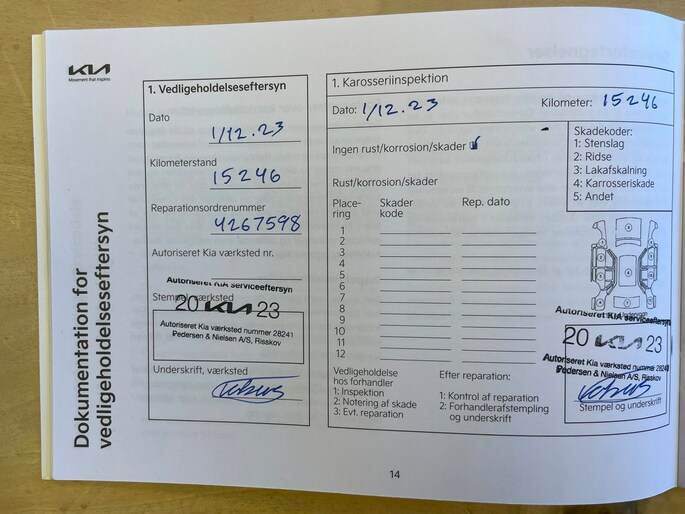 KIA
Movement that inspires
Dokumentation for
vedligeholdelseseftersyn
1. Vedligeholdelseseftersyn
Dato
1/12.23
Kilometerstand
15246
Reparationsordrenummer
4267598
Autoriseret Kia værksted nr.
Autoriseret KIA serviceeftersyn
Stempel værksted
20 KIA 23
Autoriseret Kia værksted nummer 28241
Pedersen & Nielsen A/S, Risskov
Underskrift, værksted
1. Karosseriinspektion
Dato: 1/12.23
Kilometer: 15246
Ingen rust/korrosion/skader
Rust/korrosion/skader
Skadekoder:
1: Stenslag
2: Ridse
3: Lakafskalning
4: Karrosseriskade
5: Andet
Place-
ring
Skader
kode
Rep. dato
1
2
3
4
5
6
7
8
9
10
11
12
Vedligeholdelse
hos forhandler
1: Inspektion
2: Notering af skade
3: Evt. reparation
Efter reparation:
1: Kontrol af reparation
2: Forhandlerafstempling
og underskrift
Autoriseret KIA serviceeftersyn
20 KIA 23
Autoriseret Kia værksted nummer 28241
Pedersen & Nielsen A/S, Risskov
Stempel og underskrift
14